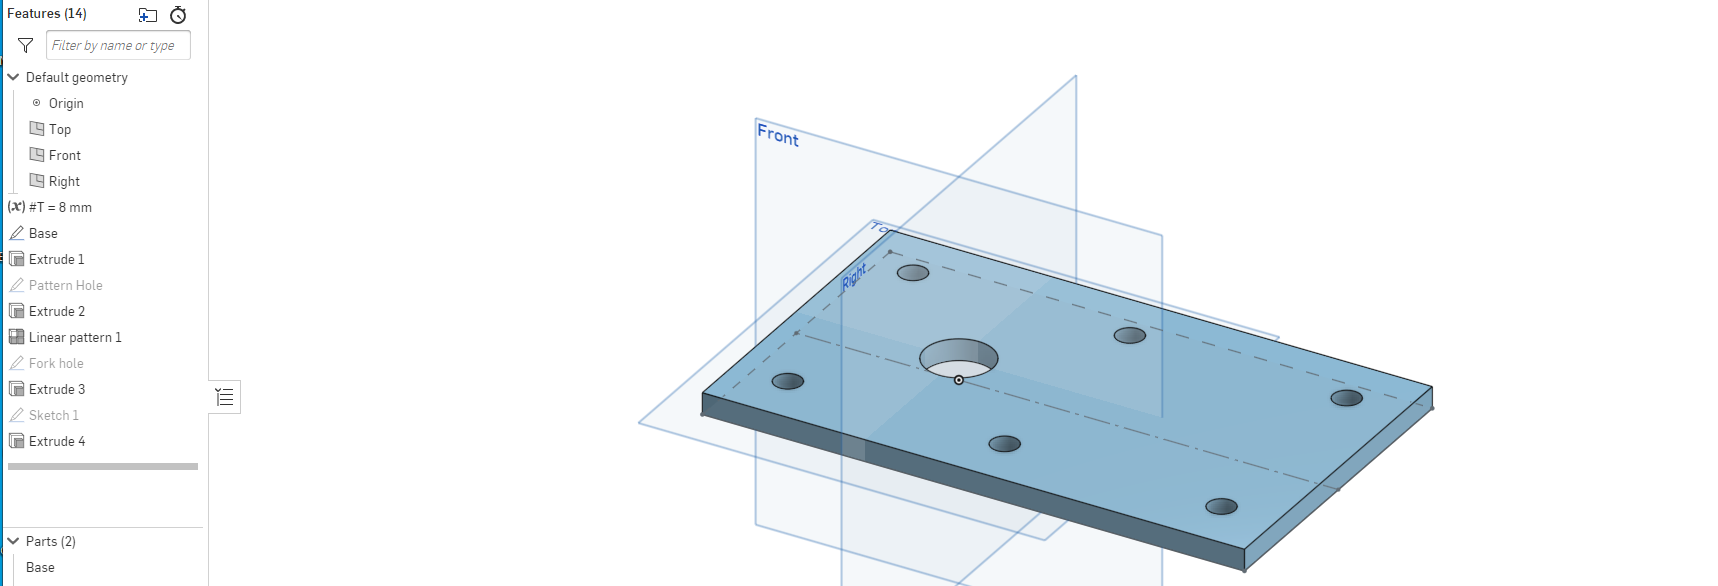 Features (14)
Filter by name or type
Default geometry
Origin
Top
Front
Right
(x) #T = 8 mm
Base
Extrude 1
Pattern Hole
Extrude 2
Linear pattern 1
Fork hole
Extrude 3
Sketch 1
Extrude 4
Parts (2)
Base
Front
To
Right